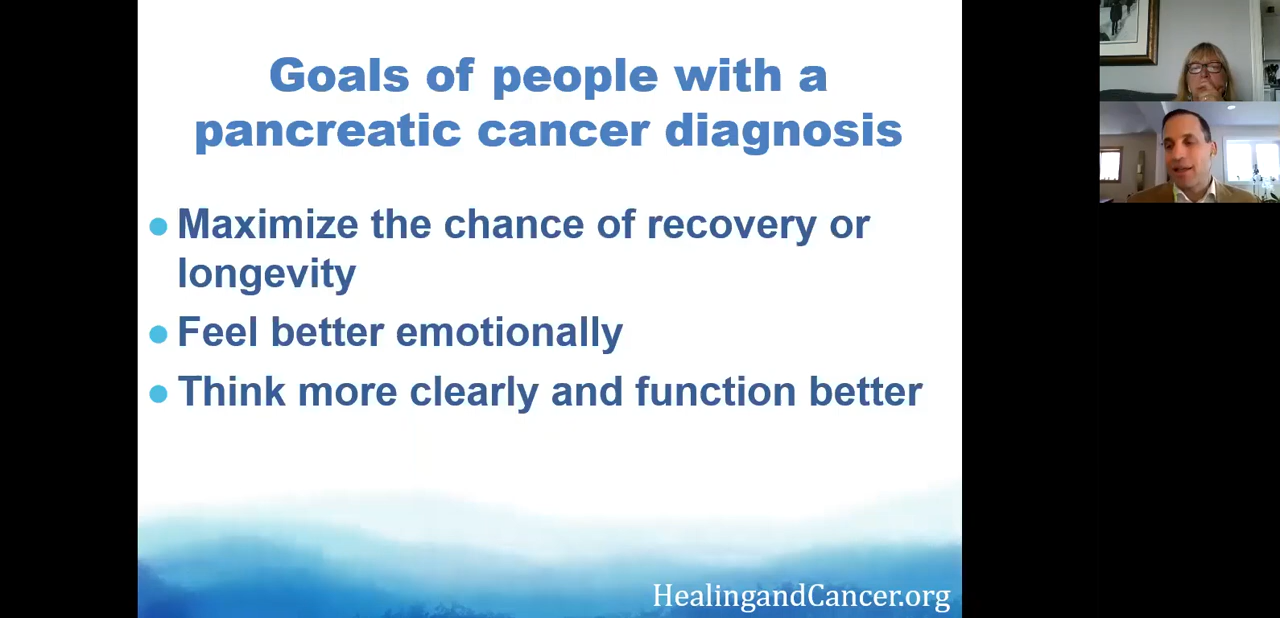 Goals of people with a
pancreatic cancer diagnosis
Maximize the chance of recovery or
longevity
Feel better emotionally
Think more clearly and function better
HealingandCancer.org